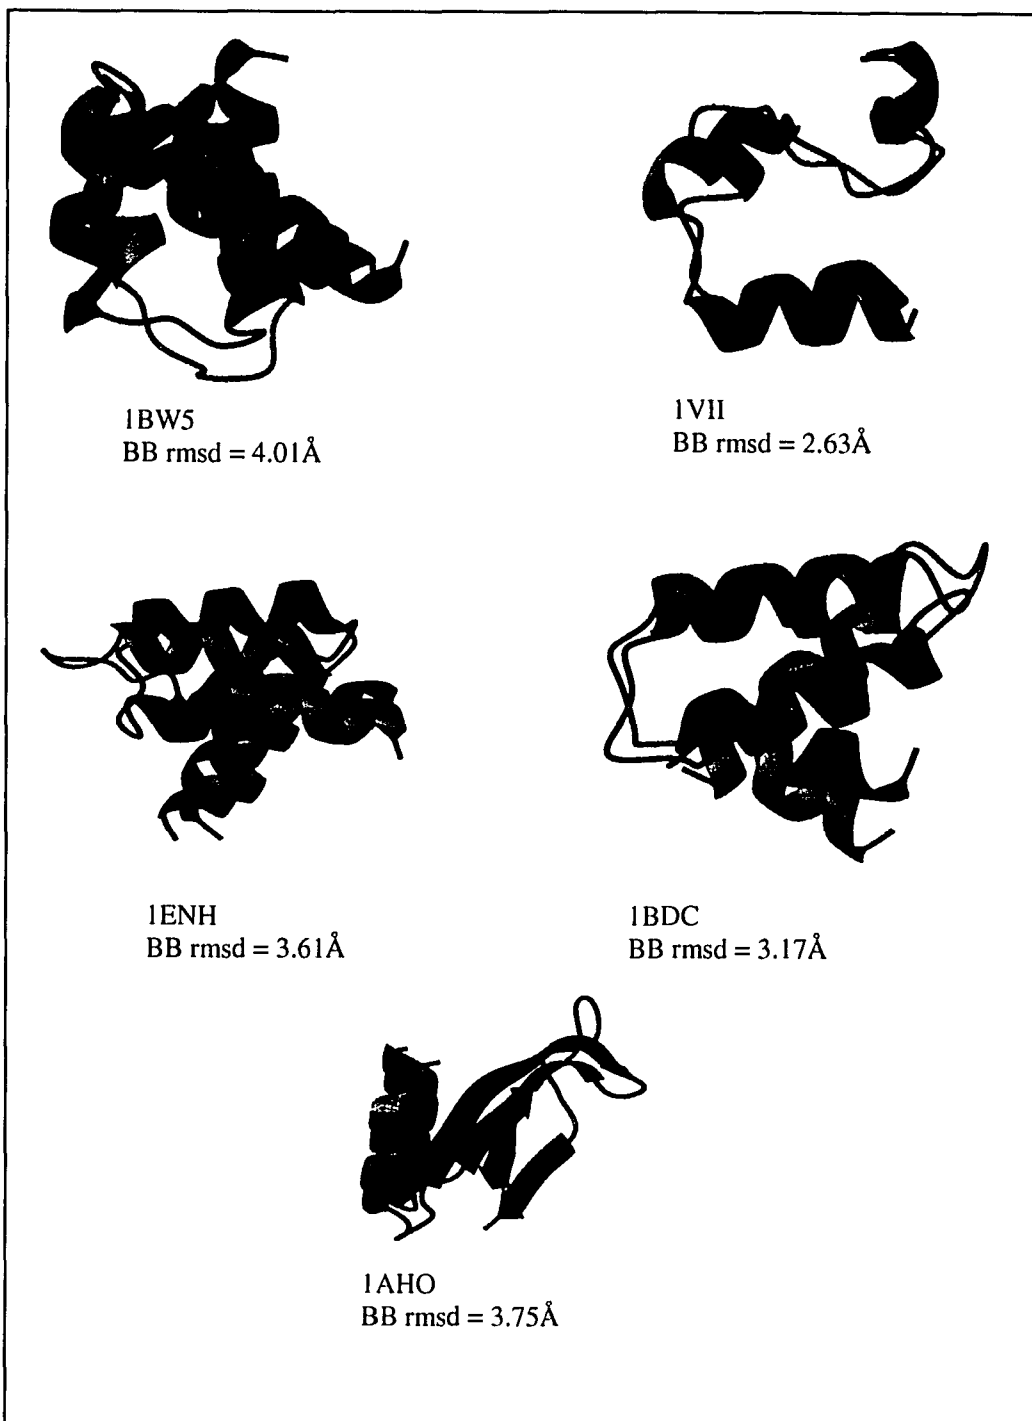 1BW5
BB rmsd = 4.01Å
1VII
BB rmsd = 2.63Å
1ENH
BB rmsd = 3.61Å
1BDC
BB rmsd = 3.17Å
1AHO
BB rmsd = 3.75Å